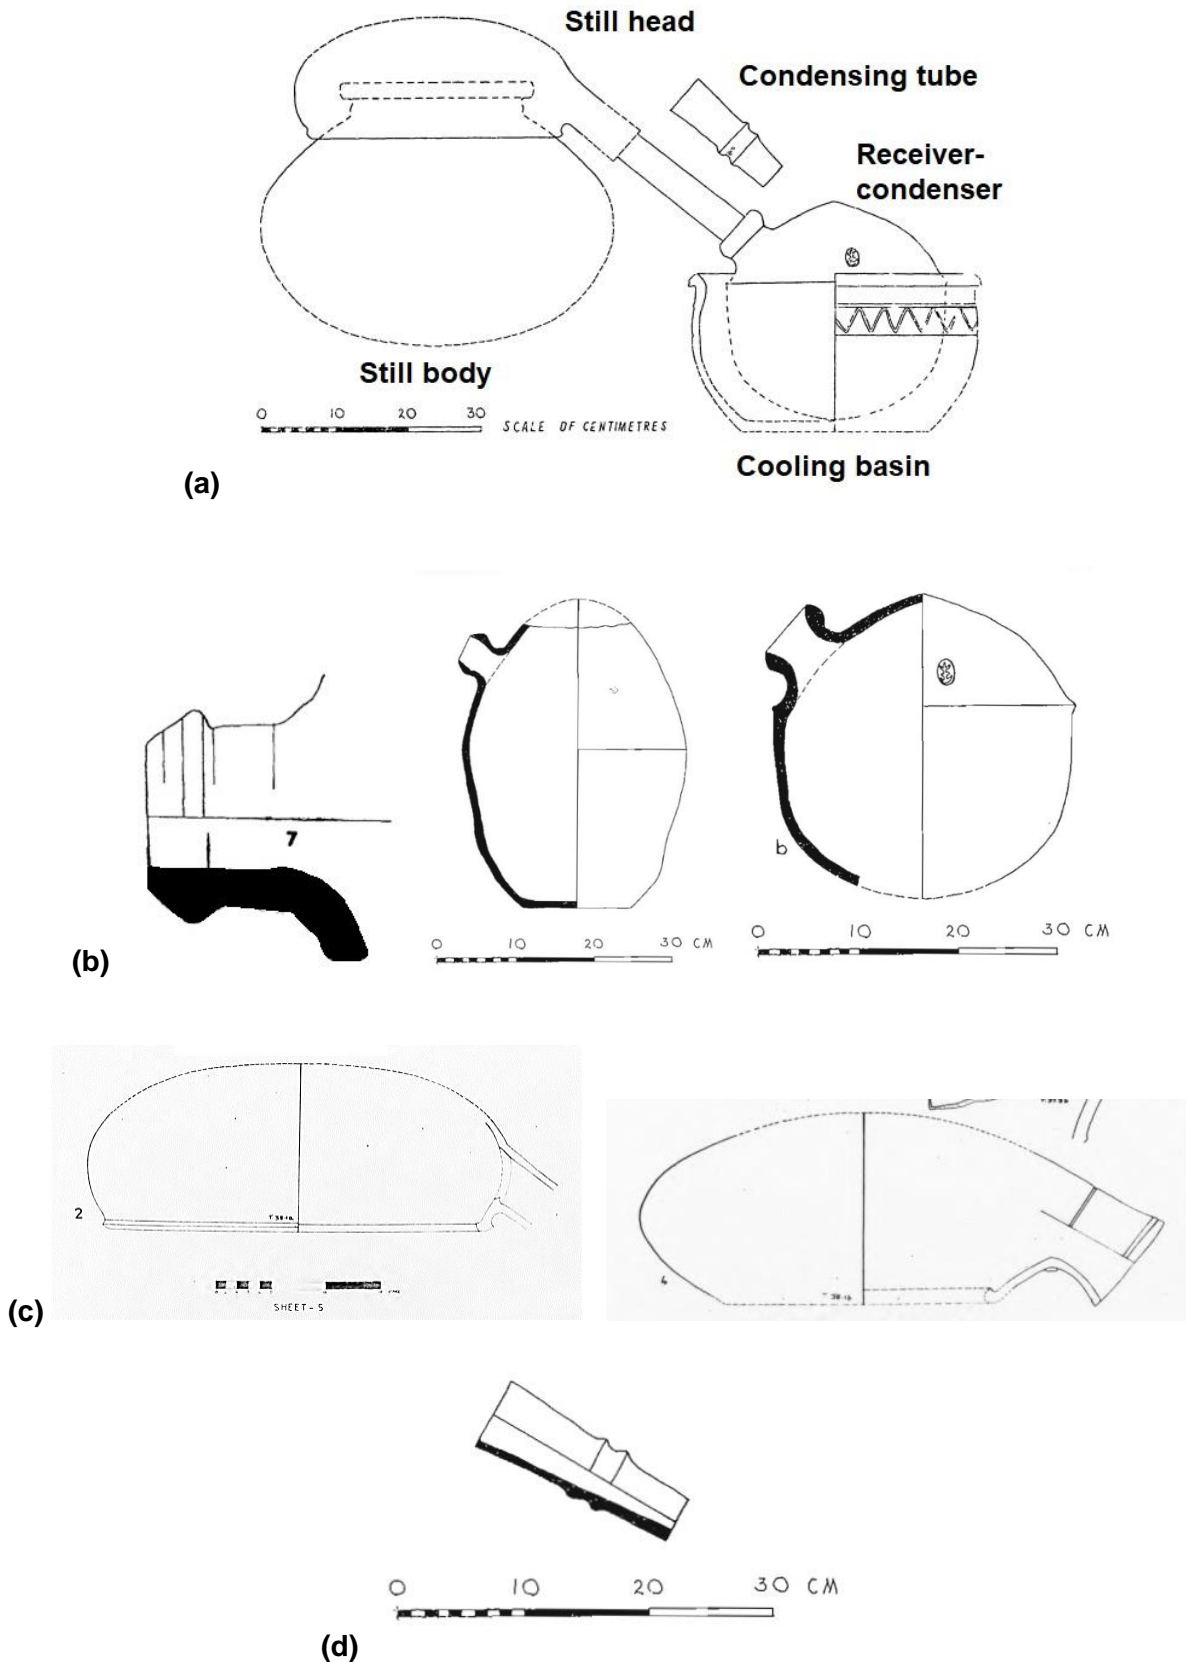 Still head
Condensing tube
Receiver-
condenser
Still body
0 10 20 30 SCALE OF CENTIMETRES
Cooling basin
(a)
7
0 10 20 30 CM
b
0 10 20 30 CM
(b)
2
SHEET-5
4
(c)
0 10 20 30 CM
(d)